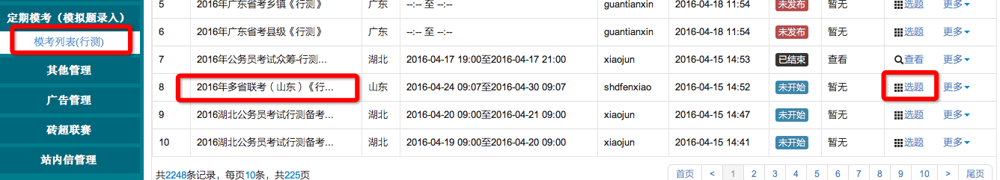 定期模考（模拟题录入）
模考列表(行测)
其他管理
广告管理
砖超联赛
站内信管理
5 2016年广东省考乡镇《行测》 广东 --:-- 至 --:-- guantianxin 2016-04-18 11:54 未发布 暂无 选题 更多
6 2016年广东省考县级《行测》 广东 --:-- 至 --:-- guantianxin 2016-04-18 11:54 未发布 暂无 选题 更多
7 2016年公务员考试众筹-行测... 湖北 2016-04-17 19:00至2016-04-17 21:00 xiaojun 2016-04-15 14:53 已结束 查看 查看 更多
8 2016年多省联考（山东）《行... 山东 2016-04-24 09:07至2016-04-30 09:07 shdfenxiao 2016-04-15 14:52 未开始 暂无 选题 更多
9 2016湖北公务员考试行测备考... 湖北 2016-04-20 09:00至2016-04-21 09:00 xiaojun 2016-04-15 14:47 未开始 暂无 选题 更多
10 2016湖北公务员考试行测备考... 湖北 2016-04-19 09:00至2016-04-20 09:00 xiaojun 2016-04-15 14:41 未开始 暂无 选题 更多
共2248条记录，每页10条，共225页
首页 < 1 2 3 4 5 6 7 8 9 10 > 尾页